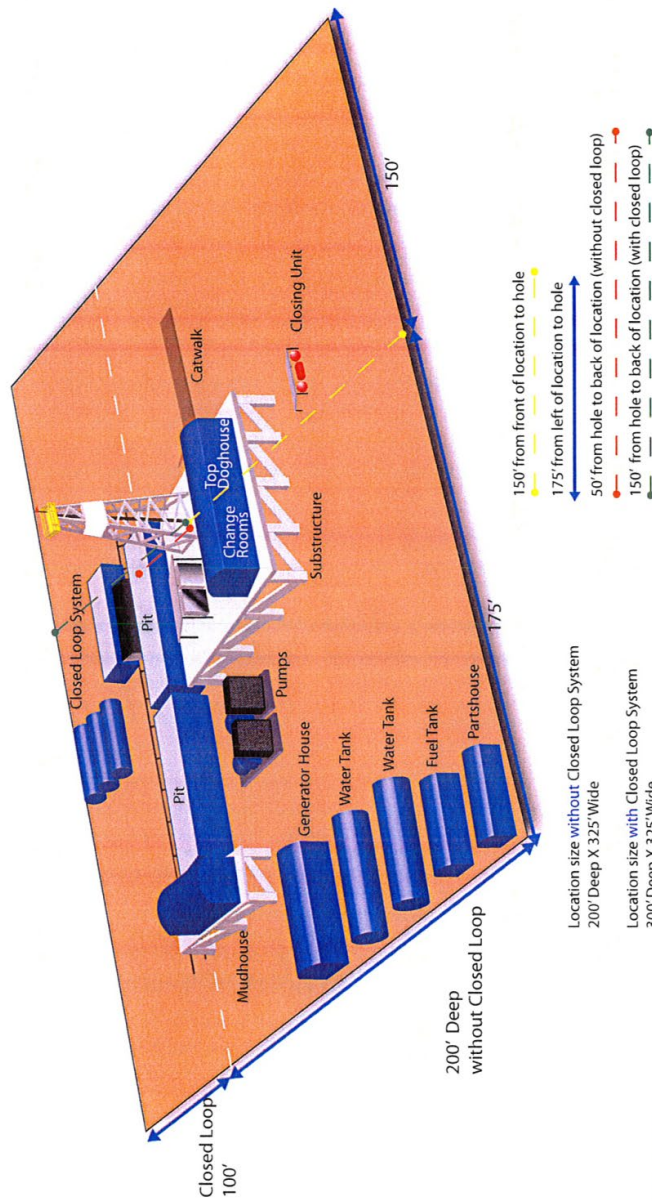 Closed Loop System
Pit
Pit
Mudhouse
Top
Doghouse
Change
Rooms
Catwalk
Closing Unit
Substructure
Pumps
Generator House
Water Tank
Water Tank
Fuel Tank
Partshouse
Closed Loop
100'
200' Deep
without Closed Loop
175'
150'
150' from front of location to hole
175' from left of location to hole
50' from hole to back of location (without closed loop)
150' from hole to back of location (with closed loop)
Location size without Closed Loop System
200' Deep X 325' Wide
Location size with Closed Loop System
300' Deep X 325' Wide